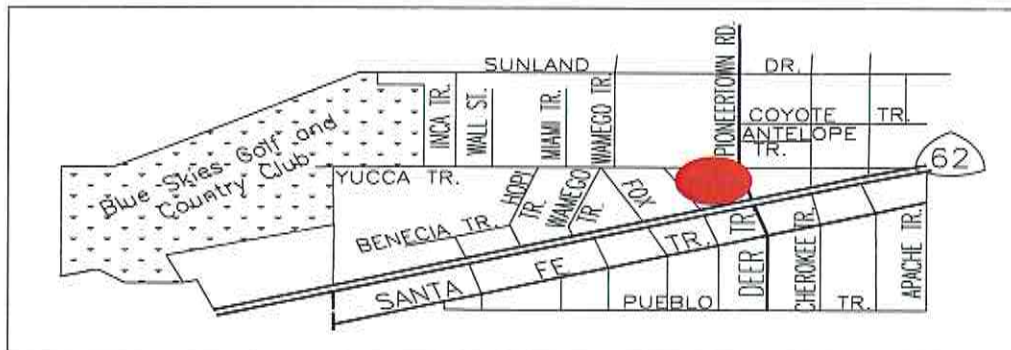 SUNLAND DR.
PIONEERTOWN RD.
INCA TR.
WALL ST.
MIAMI TR.
WAMEGO TR.
COYOTE TR.
ANTELOPE TR.
62
Blue Skies Golf and
Country Club
YUCCA TR.
HOPI TR.
WAMEGO TR.
FOX
BENECIA TR.
SANTA FE TR.
DEER TR.
CHEROKEE TR.
APACHE TR.
PUEBLO TR.